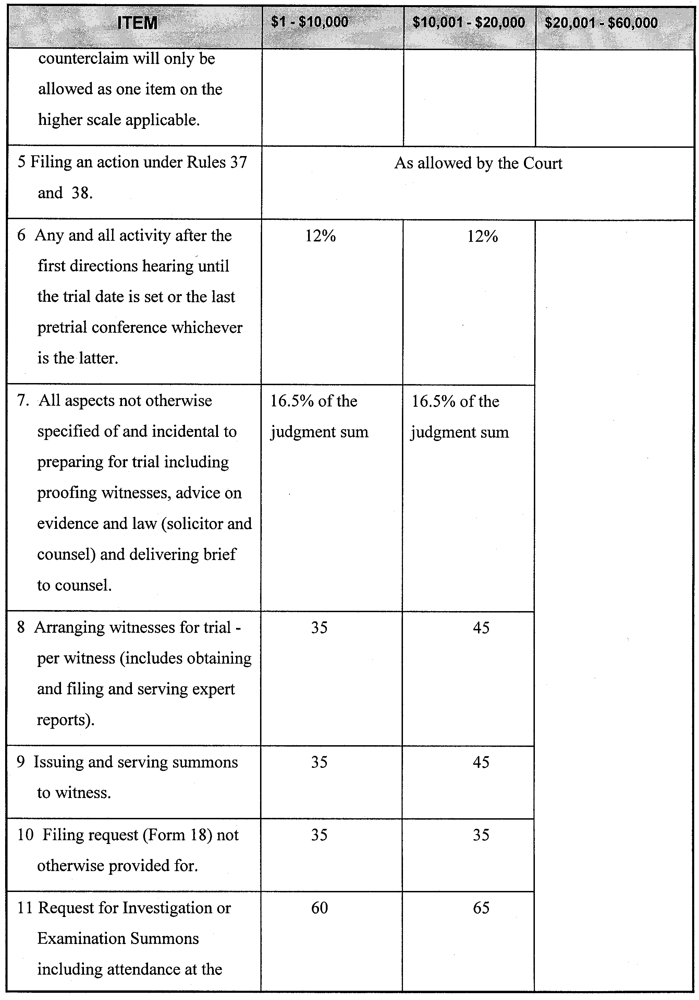 ITEM $1 - $10,000 $10,001 - $20,000 $20,001 - $60,000
counterclaim will only be
allowed as one item on the
higher scale applicable.
5 Filing an action under Rules 37 As allowed by the Court
and 38.
6 Any and all activity after the 12% 12%
first directions hearing until
the trial date is set or the last
pretrial conference whichever
is the latter.
7. All aspects not otherwise 16.5% of the 16.5% of the
specified of and incidental to judgment sum judgment sum
preparing for trial including
proofing witnesses, advice on
evidence and law (solicitor and
counsel) and delivering brief
to counsel.
8 Arranging witnesses for trial - 35 45
per witness (includes obtaining
and filing and serving expert
reports).
9 Issuing and serving summons 35 45
to witness.
10 Filing request (Form 18) not 35 35
otherwise provided for.
11 Request for Investigation or 60 65
Examination Summons
including attendance at the